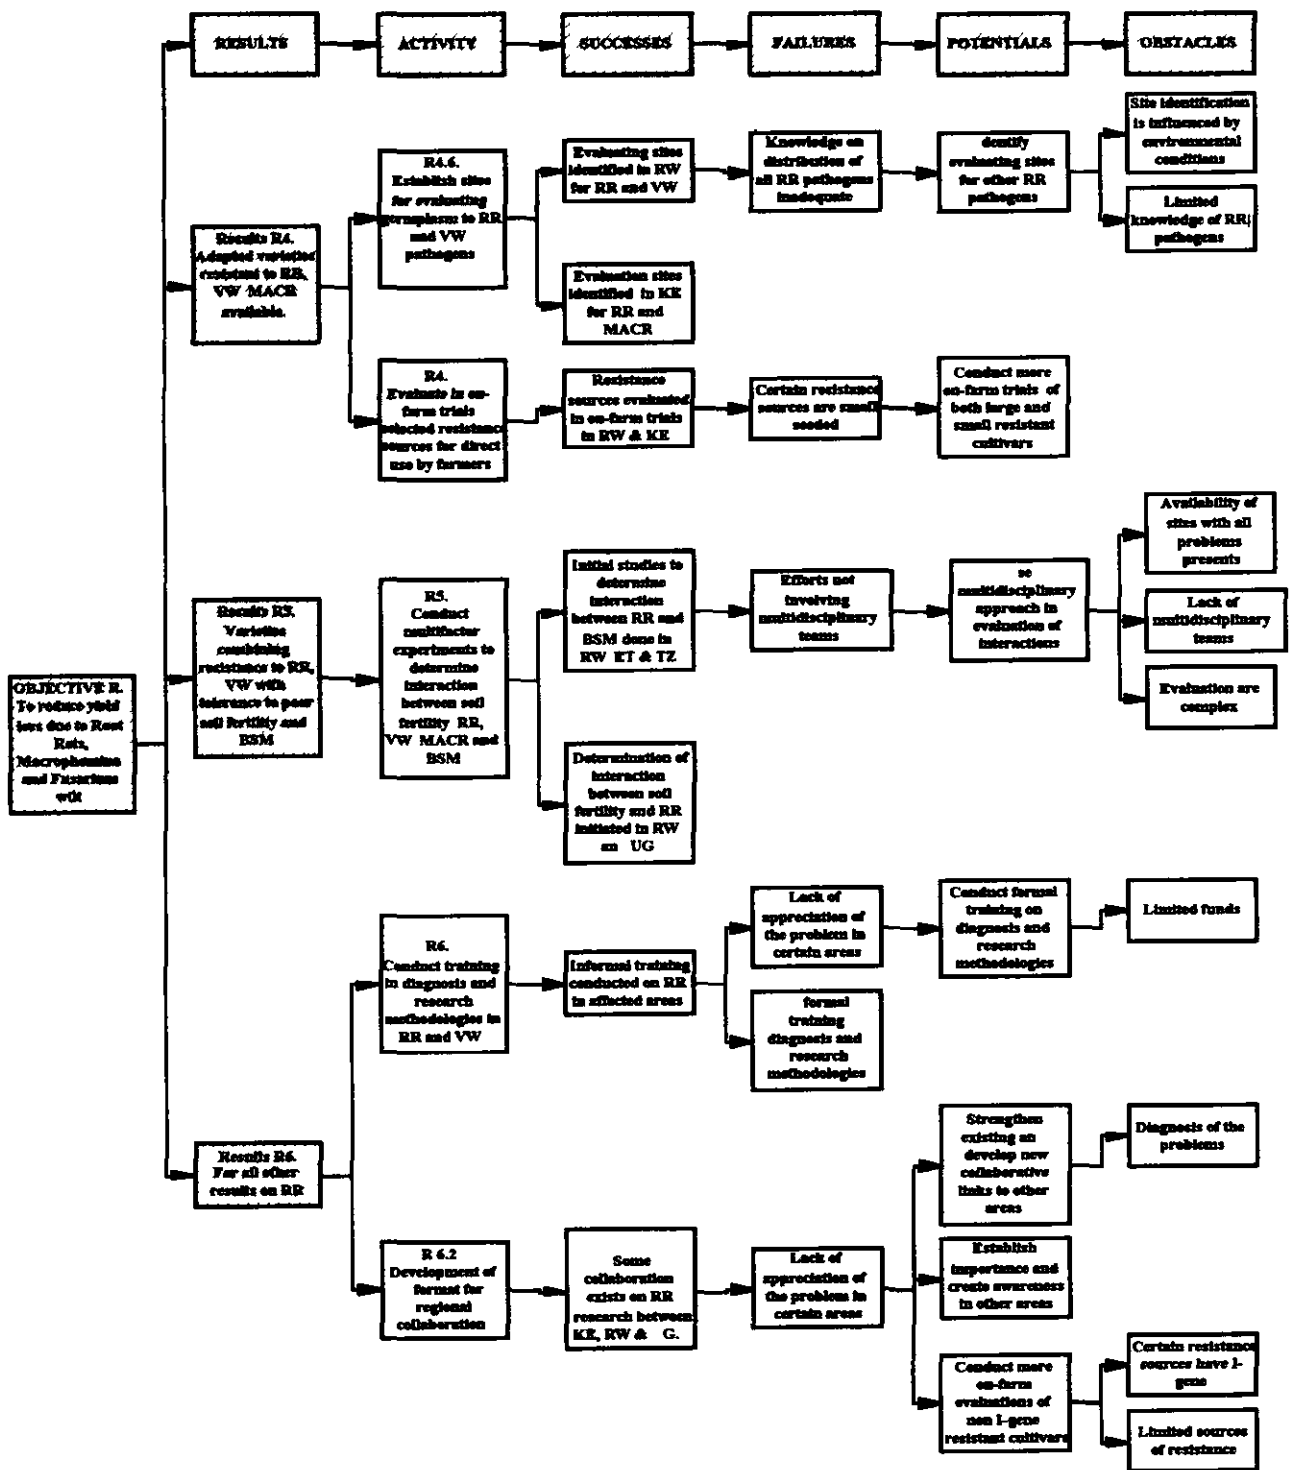 RESULTS
ACTIVITY
SUCCESSES
FAILURES
POTENTIALS
OBSTACLES
OBJECTIVE R.
To reduce yield
loss due to Root
Rots,
Macrophomina
and Fusarium
wilt
Results R4.
Adapted varieties
resistant to RR,
VW MACR
available.
R4.6.
Establish sites
for evaluating
germplasm to RR
and VW
pathogens
Evaluating sites
identified in RW
for RR and VW
Knowledge on
distribution of
all RR pathogens
inadequate
dentify
evaluating sites
for other RR
pathogens
Site identification
is influenced by
environmental
conditions
Limited
knowledge of RR
pathogens
Evaluation sites
identified in KE
for RR and
MACR
R4.
Evaluate in on-
farm trials
selected resistance
sources for direct
use by farmers
Resistance
sources evaluated
in on-farm trials
in RW & KE
Certain resistance
sources are small
seeded
Conduct more
on-farm trials of
both large and
small resistant
cultivars
Results R5.
Varieties
combining
resistance to RR,
VW with
tolerance to poor
soil fertility and
BSM
R5.
Conduct
multifactor
experiments to
determine
interaction
between soil
fertility RR,
VW MACR and
BSM
Initial studies to
determine
interaction
between RR and
BSM done in
RW ET & TZ
Efforts not
involving
multidisciplinary
teams
se
multidisciplinary
approach in
evaluation of
interactions
Availability of
sites with all
problems
presents
Lack of
multidisciplinary
teams
Evaluation are
complex
Determination of
interaction
between soil
fertility and RR
initiated in RW
an UG
Results R6.
For all other
results on RR
R6.
Conduct training
in diagnosis and
research
methodologies in
RR and VW
Informal training
conducted on RR
in affected areas
Lack of
appreciation of
the problem in
certain areas
Conduct formal
training on
diagnosis and
research
methodologies
Limited funds
formal
training
diagnosis and
research
methodologies
R 6.2
Development of
format for
regional
collaboration
Some
collaboration
exists on RR
research between
KE, RW & G.
Lack of
appreciation of
the problem in
certain areas
Strengthen
existing an
develop new
collaborative
links to other
areas
Diagnosis of the
problems
Establish
importance and
create awareness
in other areas
Conduct more
on-farm
evaluations of
non I-gene
resistant cultivars
Certain resistance
sources have I-
gene
Limited sources
of resistance